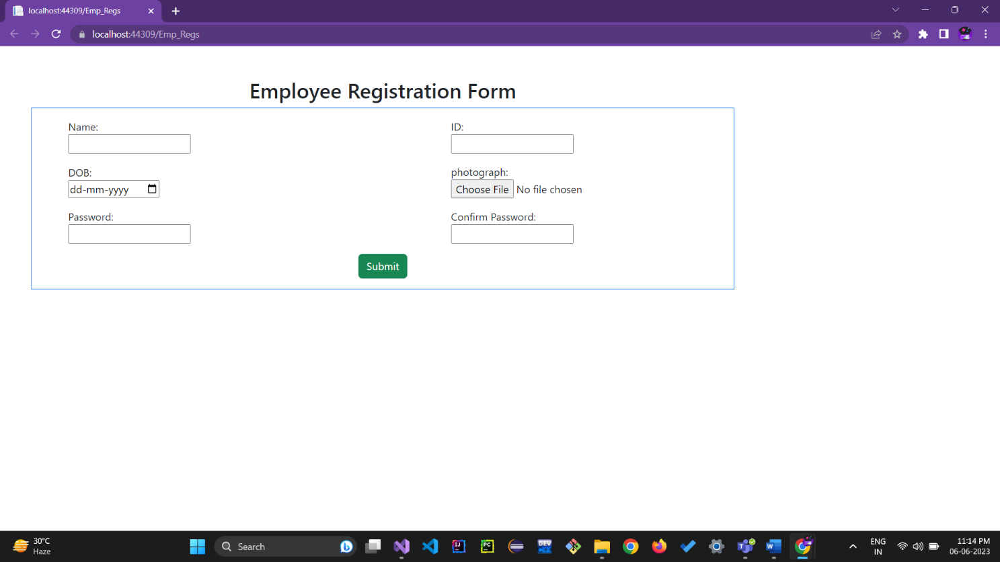 localhost:44309/Emp_Regs
localhost:44309/Emp_Regs
Employee Registration Form
Name:
ID:
DOB:
photograph:
dd-mm-yyyy
Choose File No file chosen
Password:
Confirm Password:
Submit
30°C
Haze
Search
ENG
IN
11:14 PM
06-06-2023